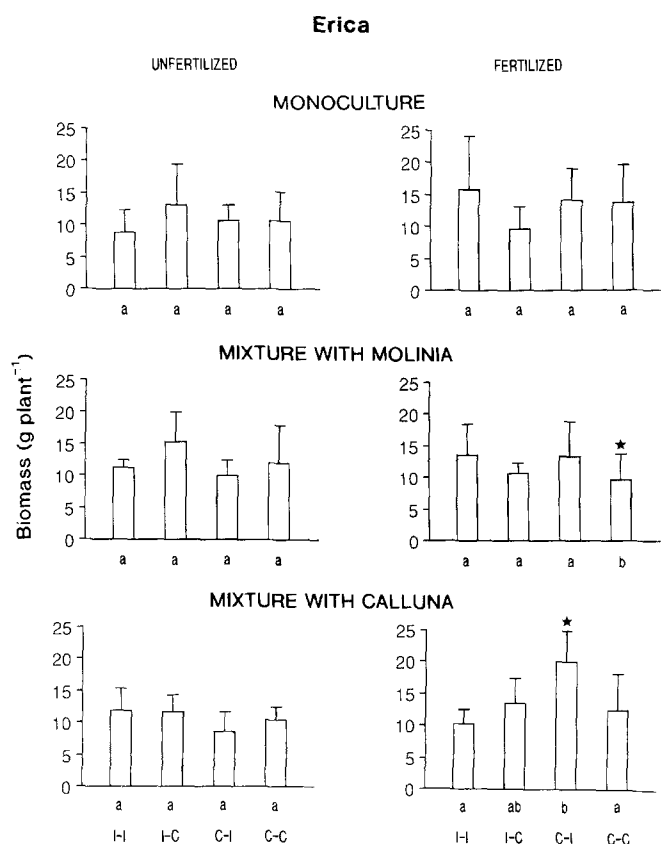 Erica
UNFERTILIZED FERTILIZED
MONOCULTURE
25 25
20 20
15 15
10 10
5 5
0 0
a a a a a a a a
MIXTURE WITH MOLINIA
25 25
20 20
15 15
10 10
5 5
0 0
a a a a a a a b
MIXTURE WITH CALLUNA
25 25
20 20
15 15
10 10
5 5
0 0
a a a a a ab b a
I-I I-C C-I C-C I-I I-C C-I C-C
Biomass (g plant⁻¹)